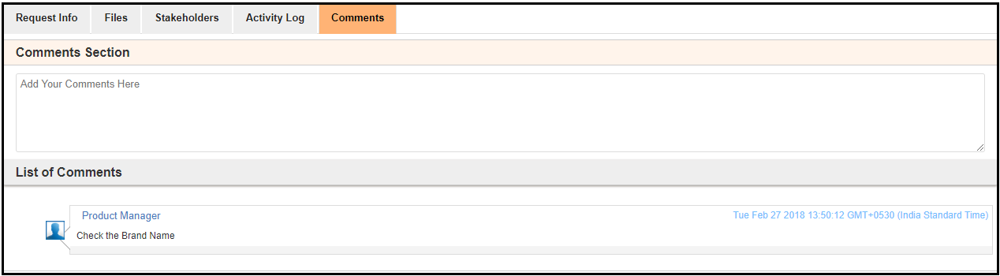 Request Info Files Stakeholders Activity Log Comments
Comments Section
Add Your Comments Here
List of Comments
Product Manager Tue Feb 27 2018 13:50:12 GMT+0530 (India Standard Time)
Check the Brand Name